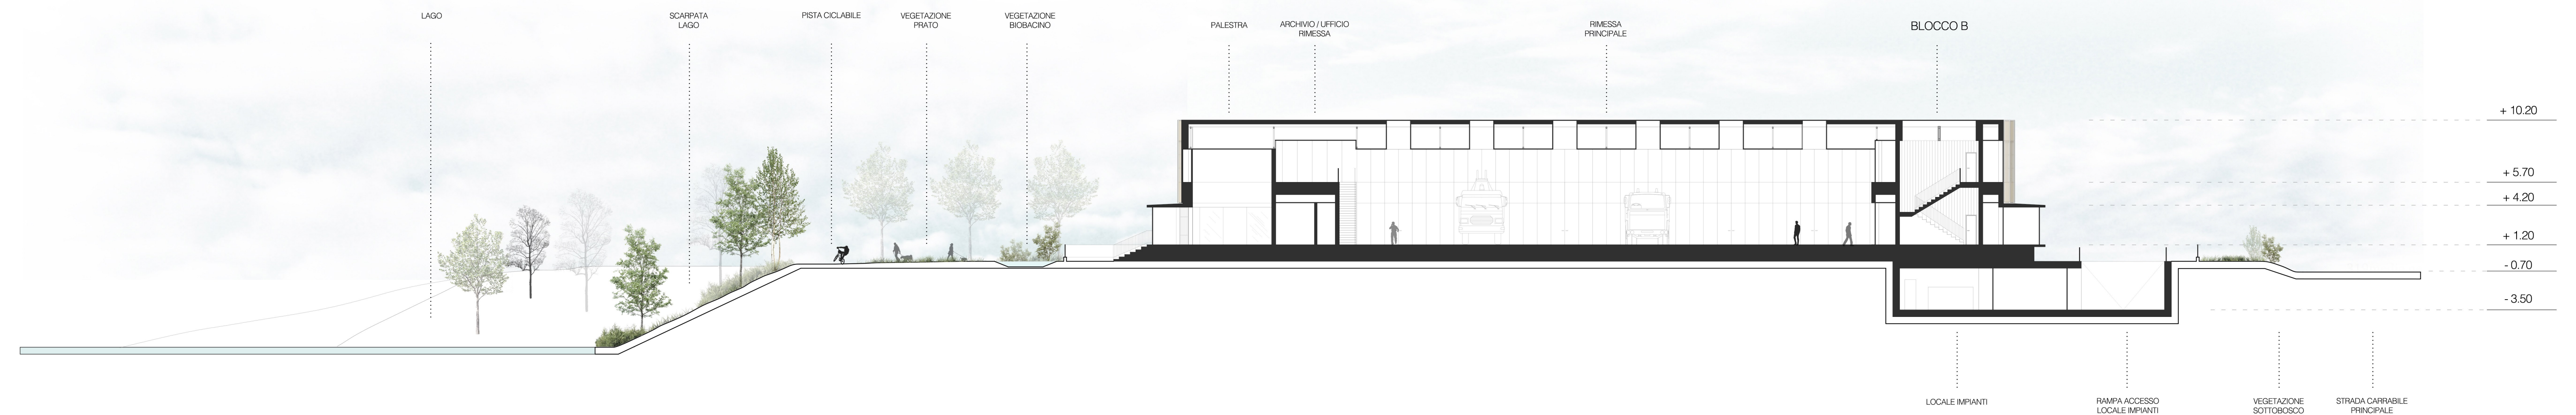 LAGO
SCARPATA
LAGO
PISTA CICLABILE
VEGETAZIONE
PRATO
VEGETAZIONE
BIOBACINO
PALESTRA
ARCHIVIO / UFFICIO
RIMESSA
RIMESSA
PRINCIPALE
BLOCCO B
+ 10.20
+ 5.70
+ 4.20
+ 1.20
- 0.70
- 3.50
LOCALE IMPIANTI
RAMPA ACCESSO
LOCALE IMPIANTI
VEGETAZIONE
SOTTOBOSCO
STRADA CARRABILE
PRINCIPALE